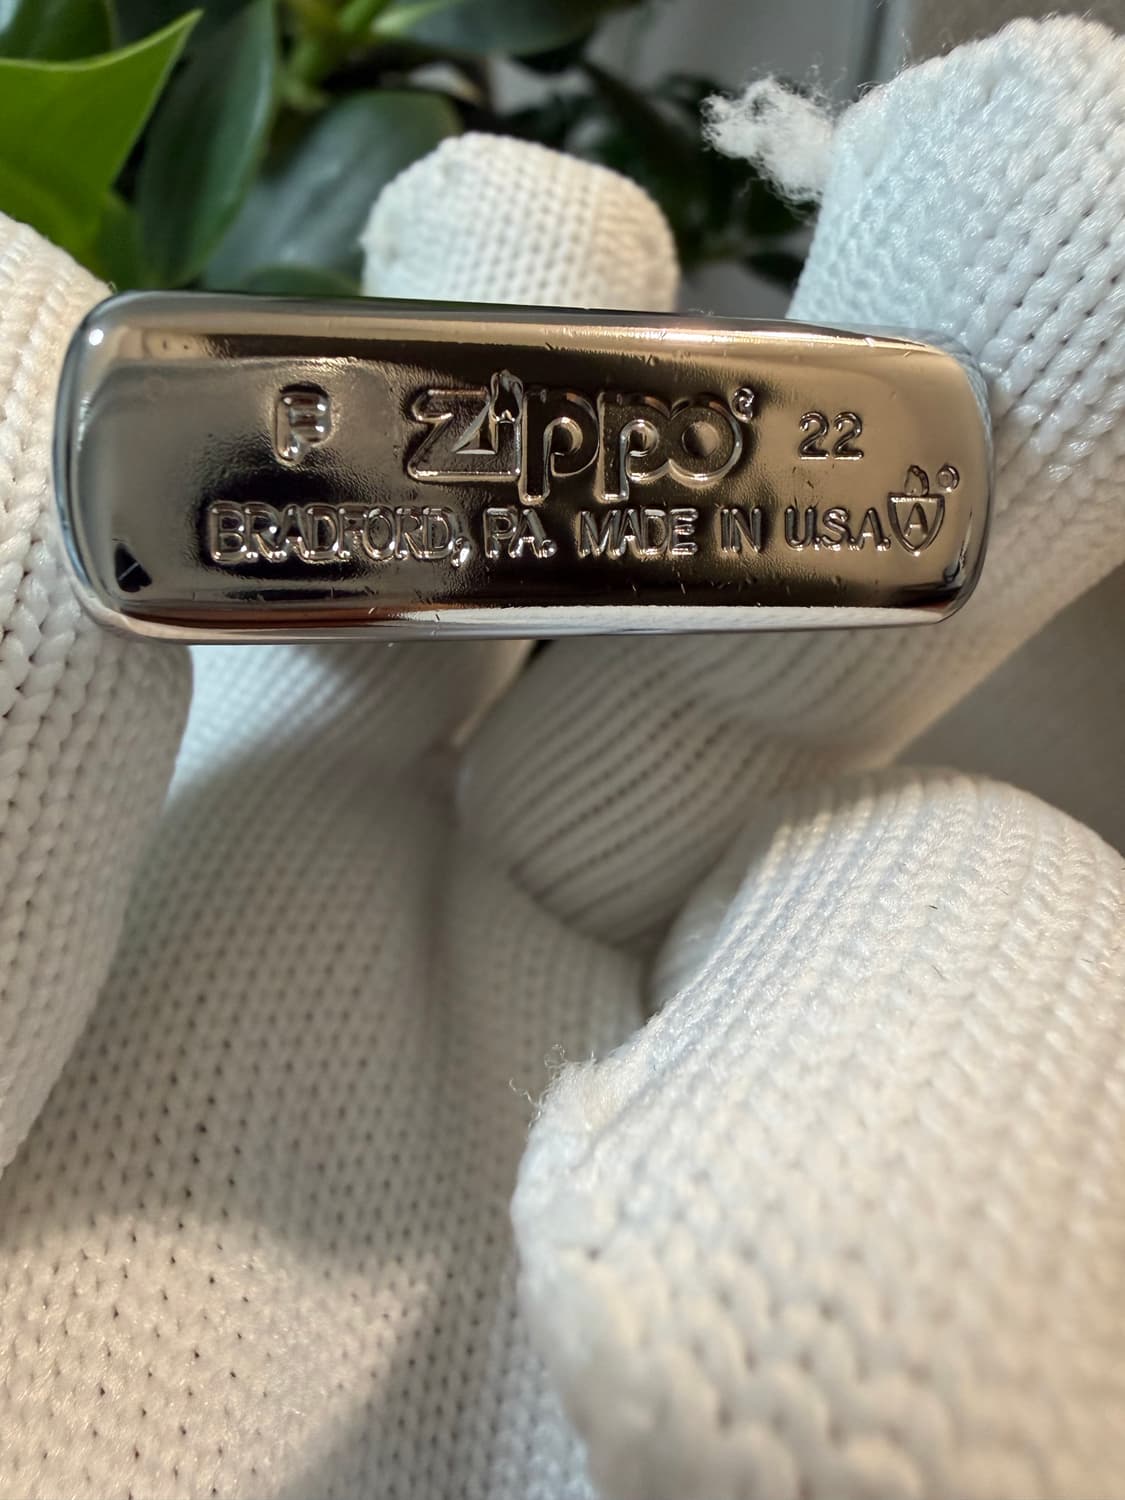 F Zippo® 22
BRADFORD, PA. MADE IN U.S.A. A